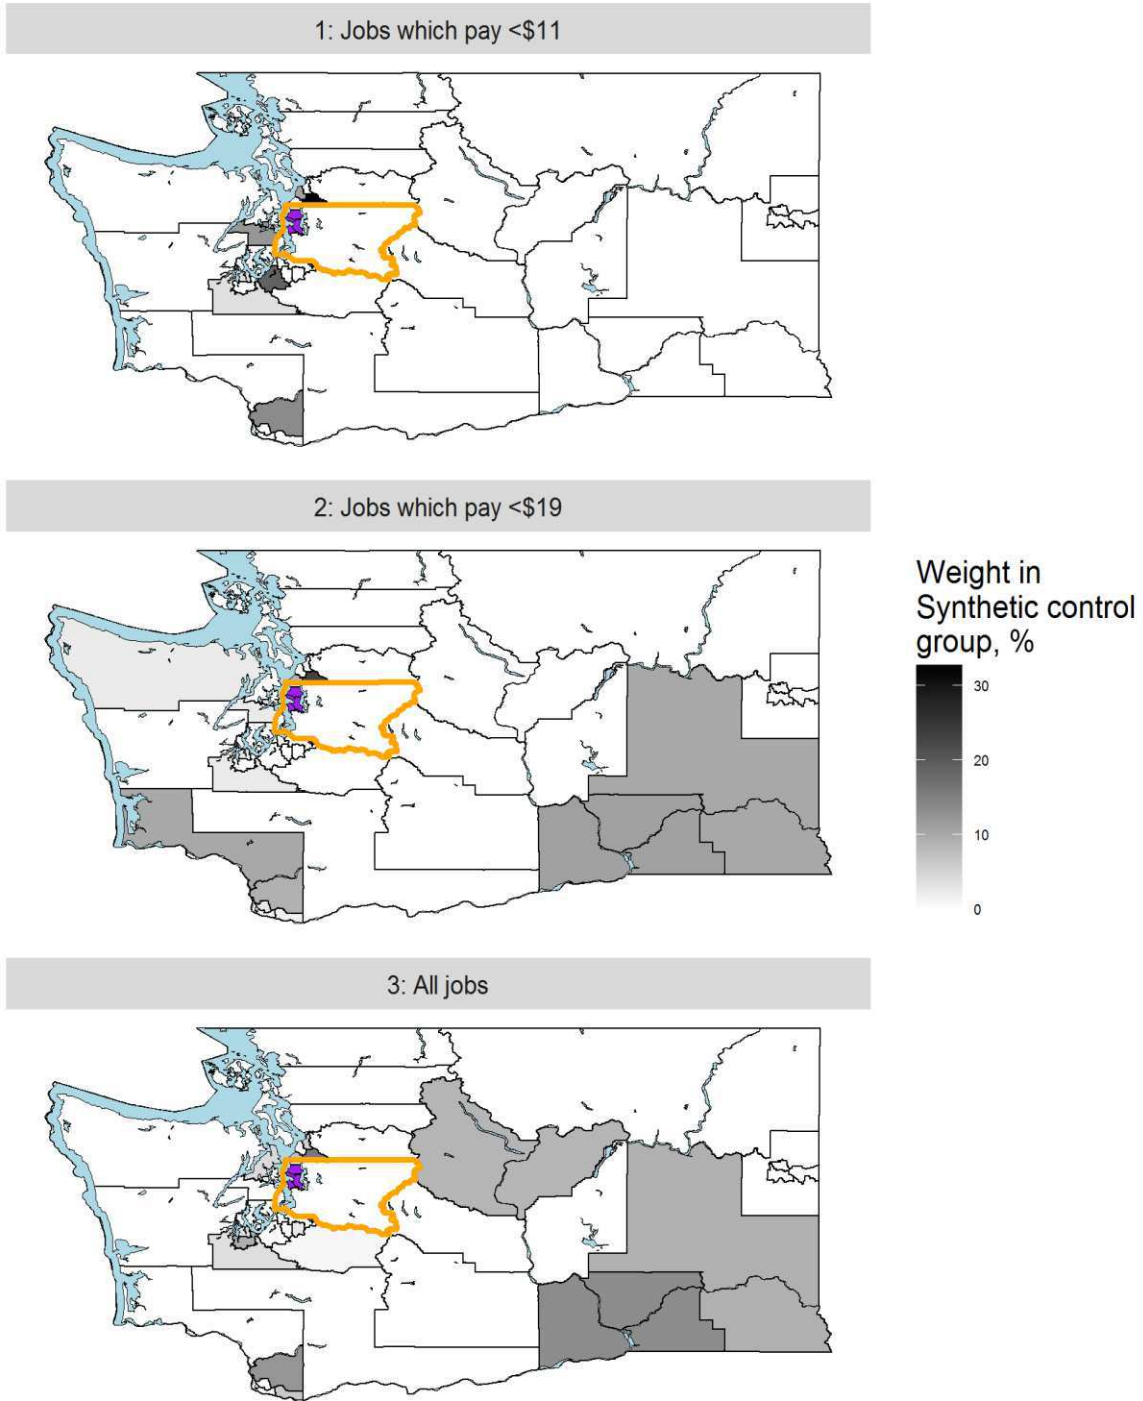 1: Jobs which pay <$11
2: Jobs which pay <$19
Weight in
Synthetic control
group, %
30
20
10
0
3: All jobs